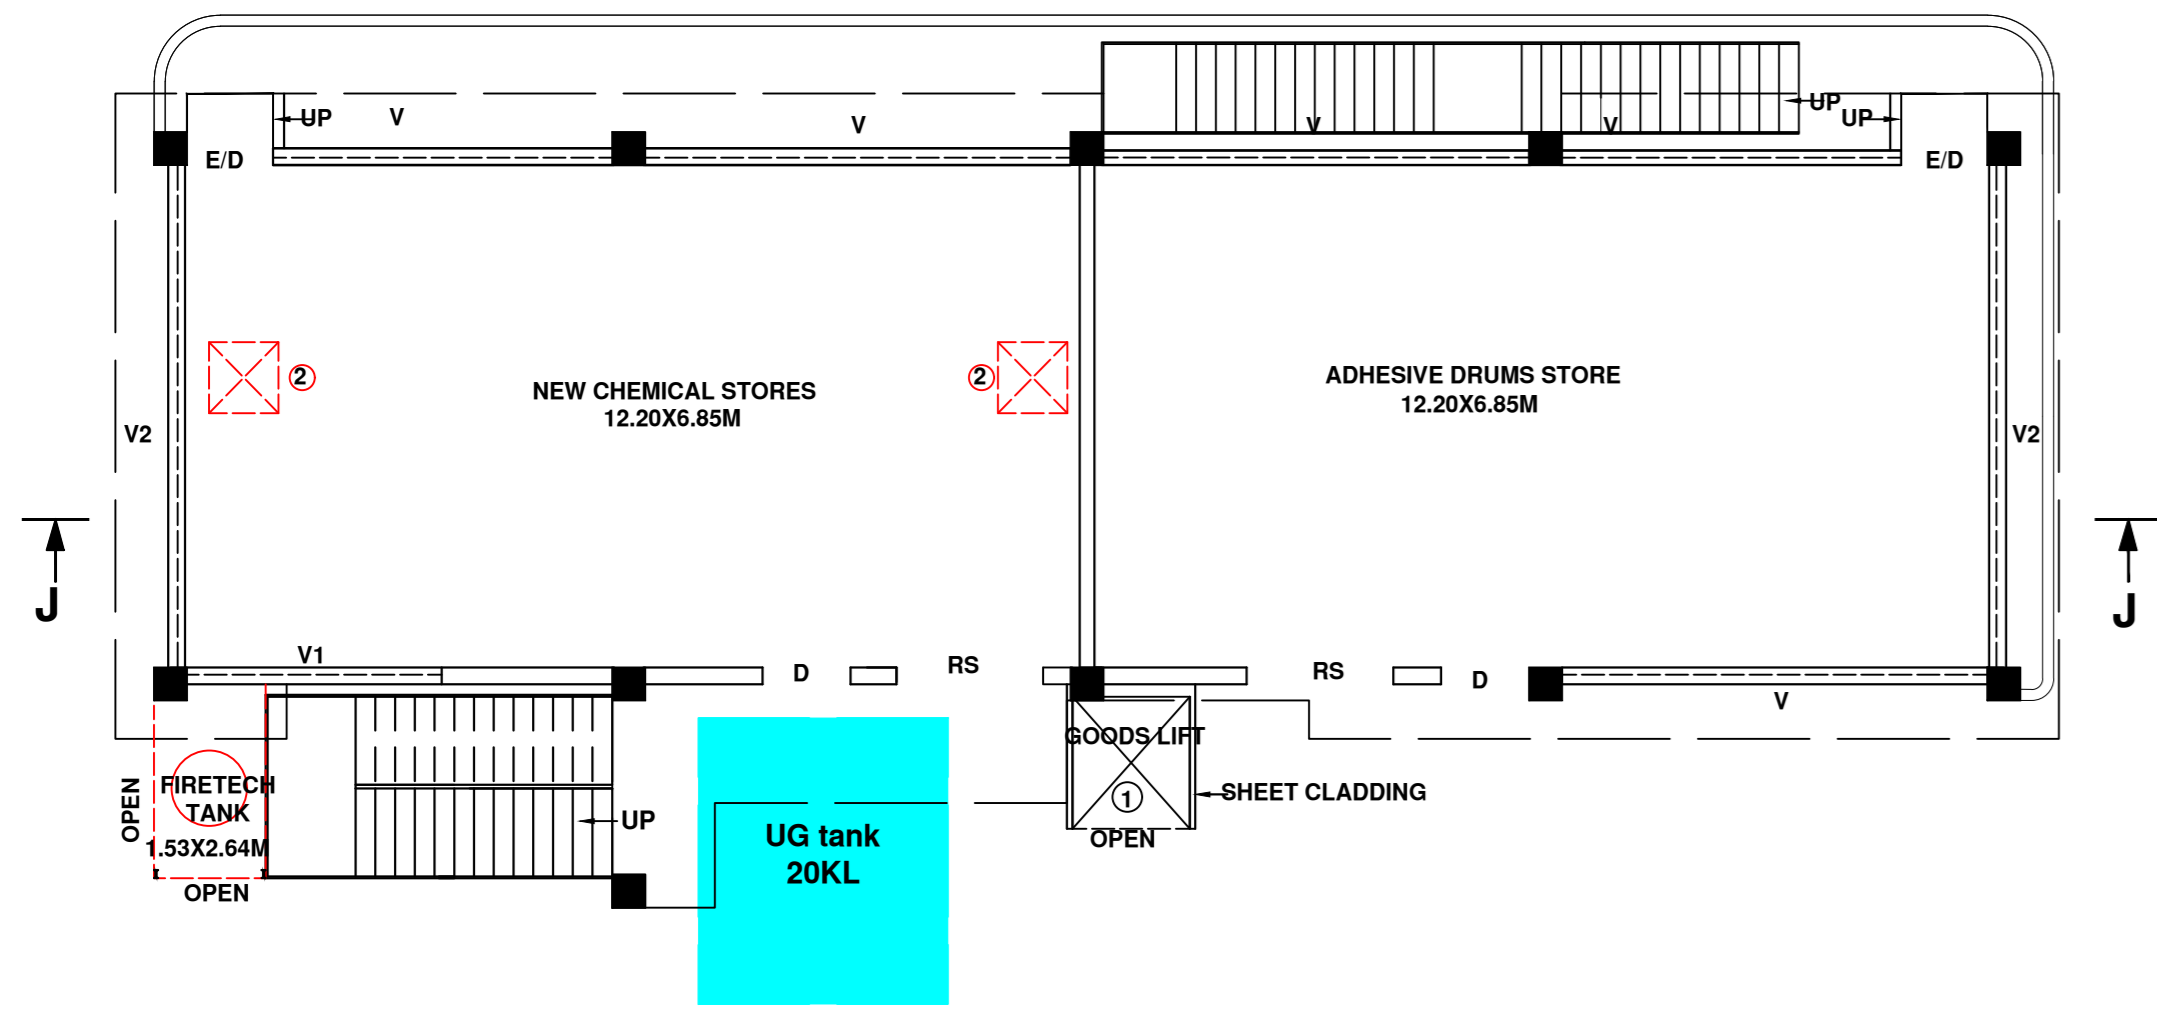 UP
V
V
V
V
UP
UP
E/D
E/D
2
2
NEW CHEMICAL STORES
12.20X6.85M
ADHESIVE DRUMS STORE
12.20X6.85M
V2
V2
J
J
V1
D
RS
RS
D
V
GOODS LIFT
1
OPEN
SHEET CLADDING
OPEN
FIRETECH
TANK
1.53X2.64M
OPEN
UP
UG tank
20KL